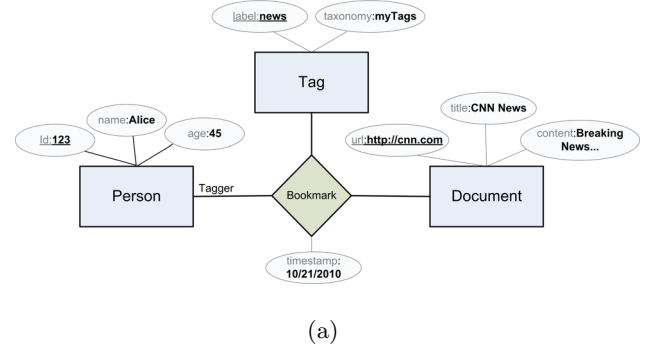 label:news
taxonomy:myTags
Tag
title:CNN News
name:Alice
Id:123
age:45
url:http://cnn.com
content:Breaking
News...
Person
Tagger
Bookmark
Document
timestamp:
10/21/2010
(a)